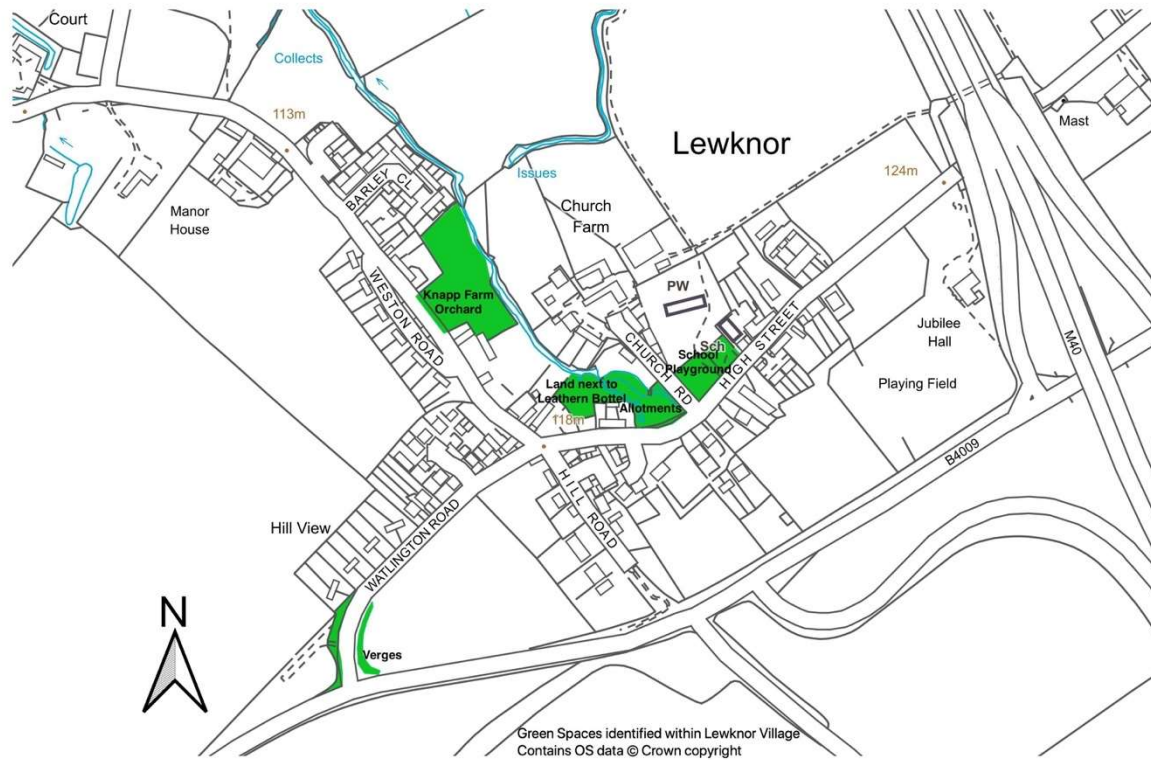 Court
Collects
Lewknor
Mast
113m
124m
Issues
BARLEY CL
Church
Farm
Manor
House
PW
Knapp Farm
Orchard
WESTON ROAD
CHURCH RD
Sch
School
Playground
HIGH STREET
Jubilee
Hall
M40
Land next to
Leathern Bottel
Allotments
Playing Field
118m
B4009
HILL ROAD
Hill View
WATLINGTON ROAD
N
Verges
Green Spaces identified within Lewknor Village
Contains OS data © Crown copyright